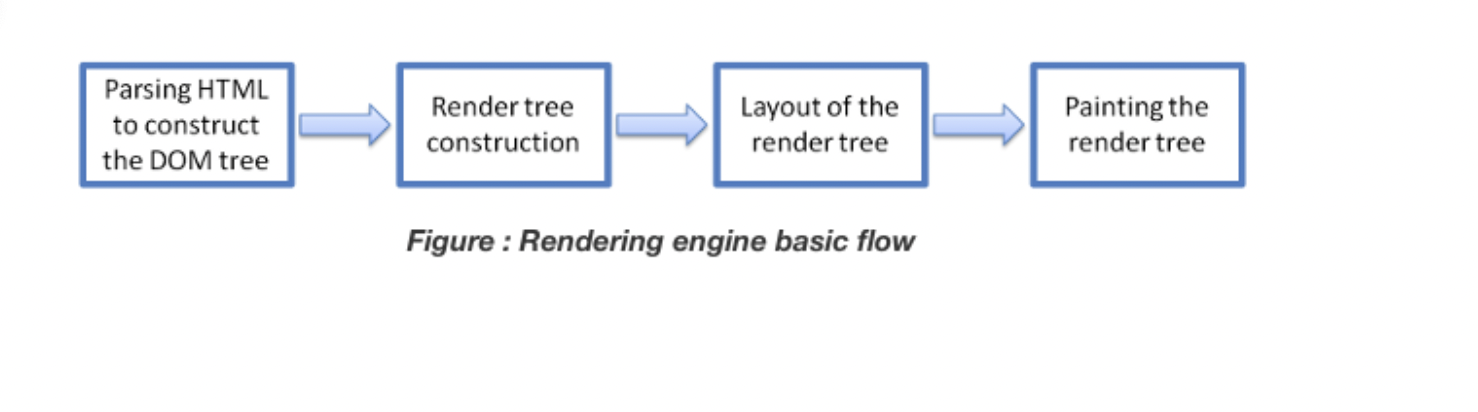 Parsing HTML
to construct
the DOM tree
Render tree
construction
Layout of the
render tree
Painting the
render tree
Figure : Rendering engine basic flow